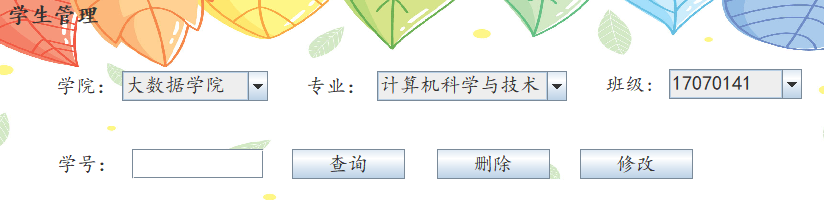 学生管理
学院： 大数据学院 专业： 计算机科学与技术 班级： 17070141
学号： 查询 删除 修改